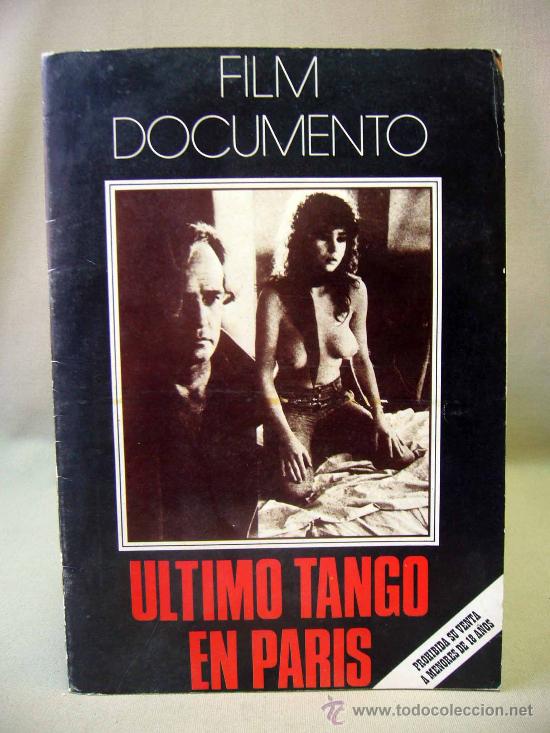 FILM
DOCUMENTO
ULTIMO TANGO
EN PARIS
PROHIBIDA SU VENTA
A MENORES DE 18 AÑOS
© www.todocoleccion.net